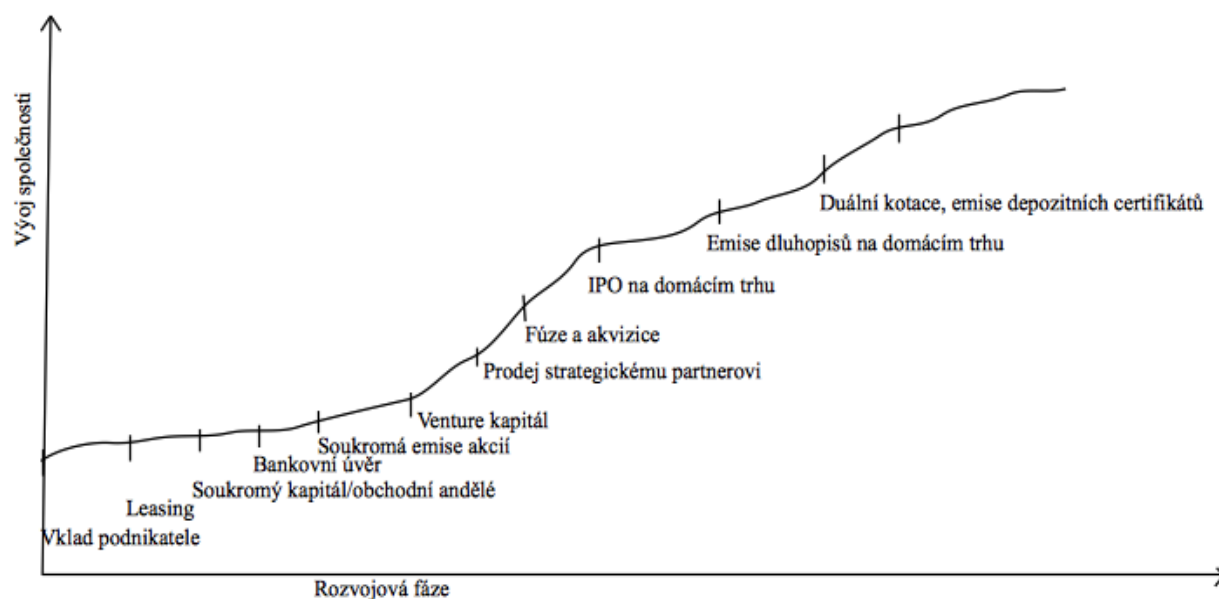 Výoj společnosti
Duální kotace, emise depozitních certifikátů
Emise dluhopisů na domácím trhu
IPO na domácím trhu
Fúze a akvizice
Prodej strategickému partnerovi
Venture kapitál
Soukromá emise akcií
Bankovní úvěr
Soukromý kapitál/obchodní andělé
Leasing
Vklad podnikatele
Rozvojová fáze